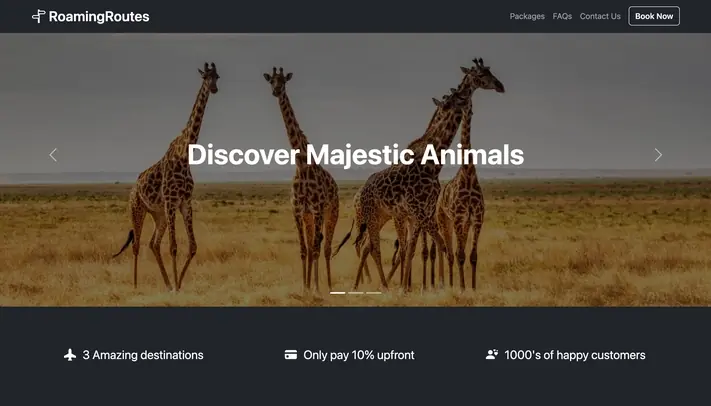 RoamingRoutes
Packages
FAQs
Contact Us
Book Now
Discover Majestic Animals
3 Amazing destinations
Only pay 10% upfront
1000's of happy customers